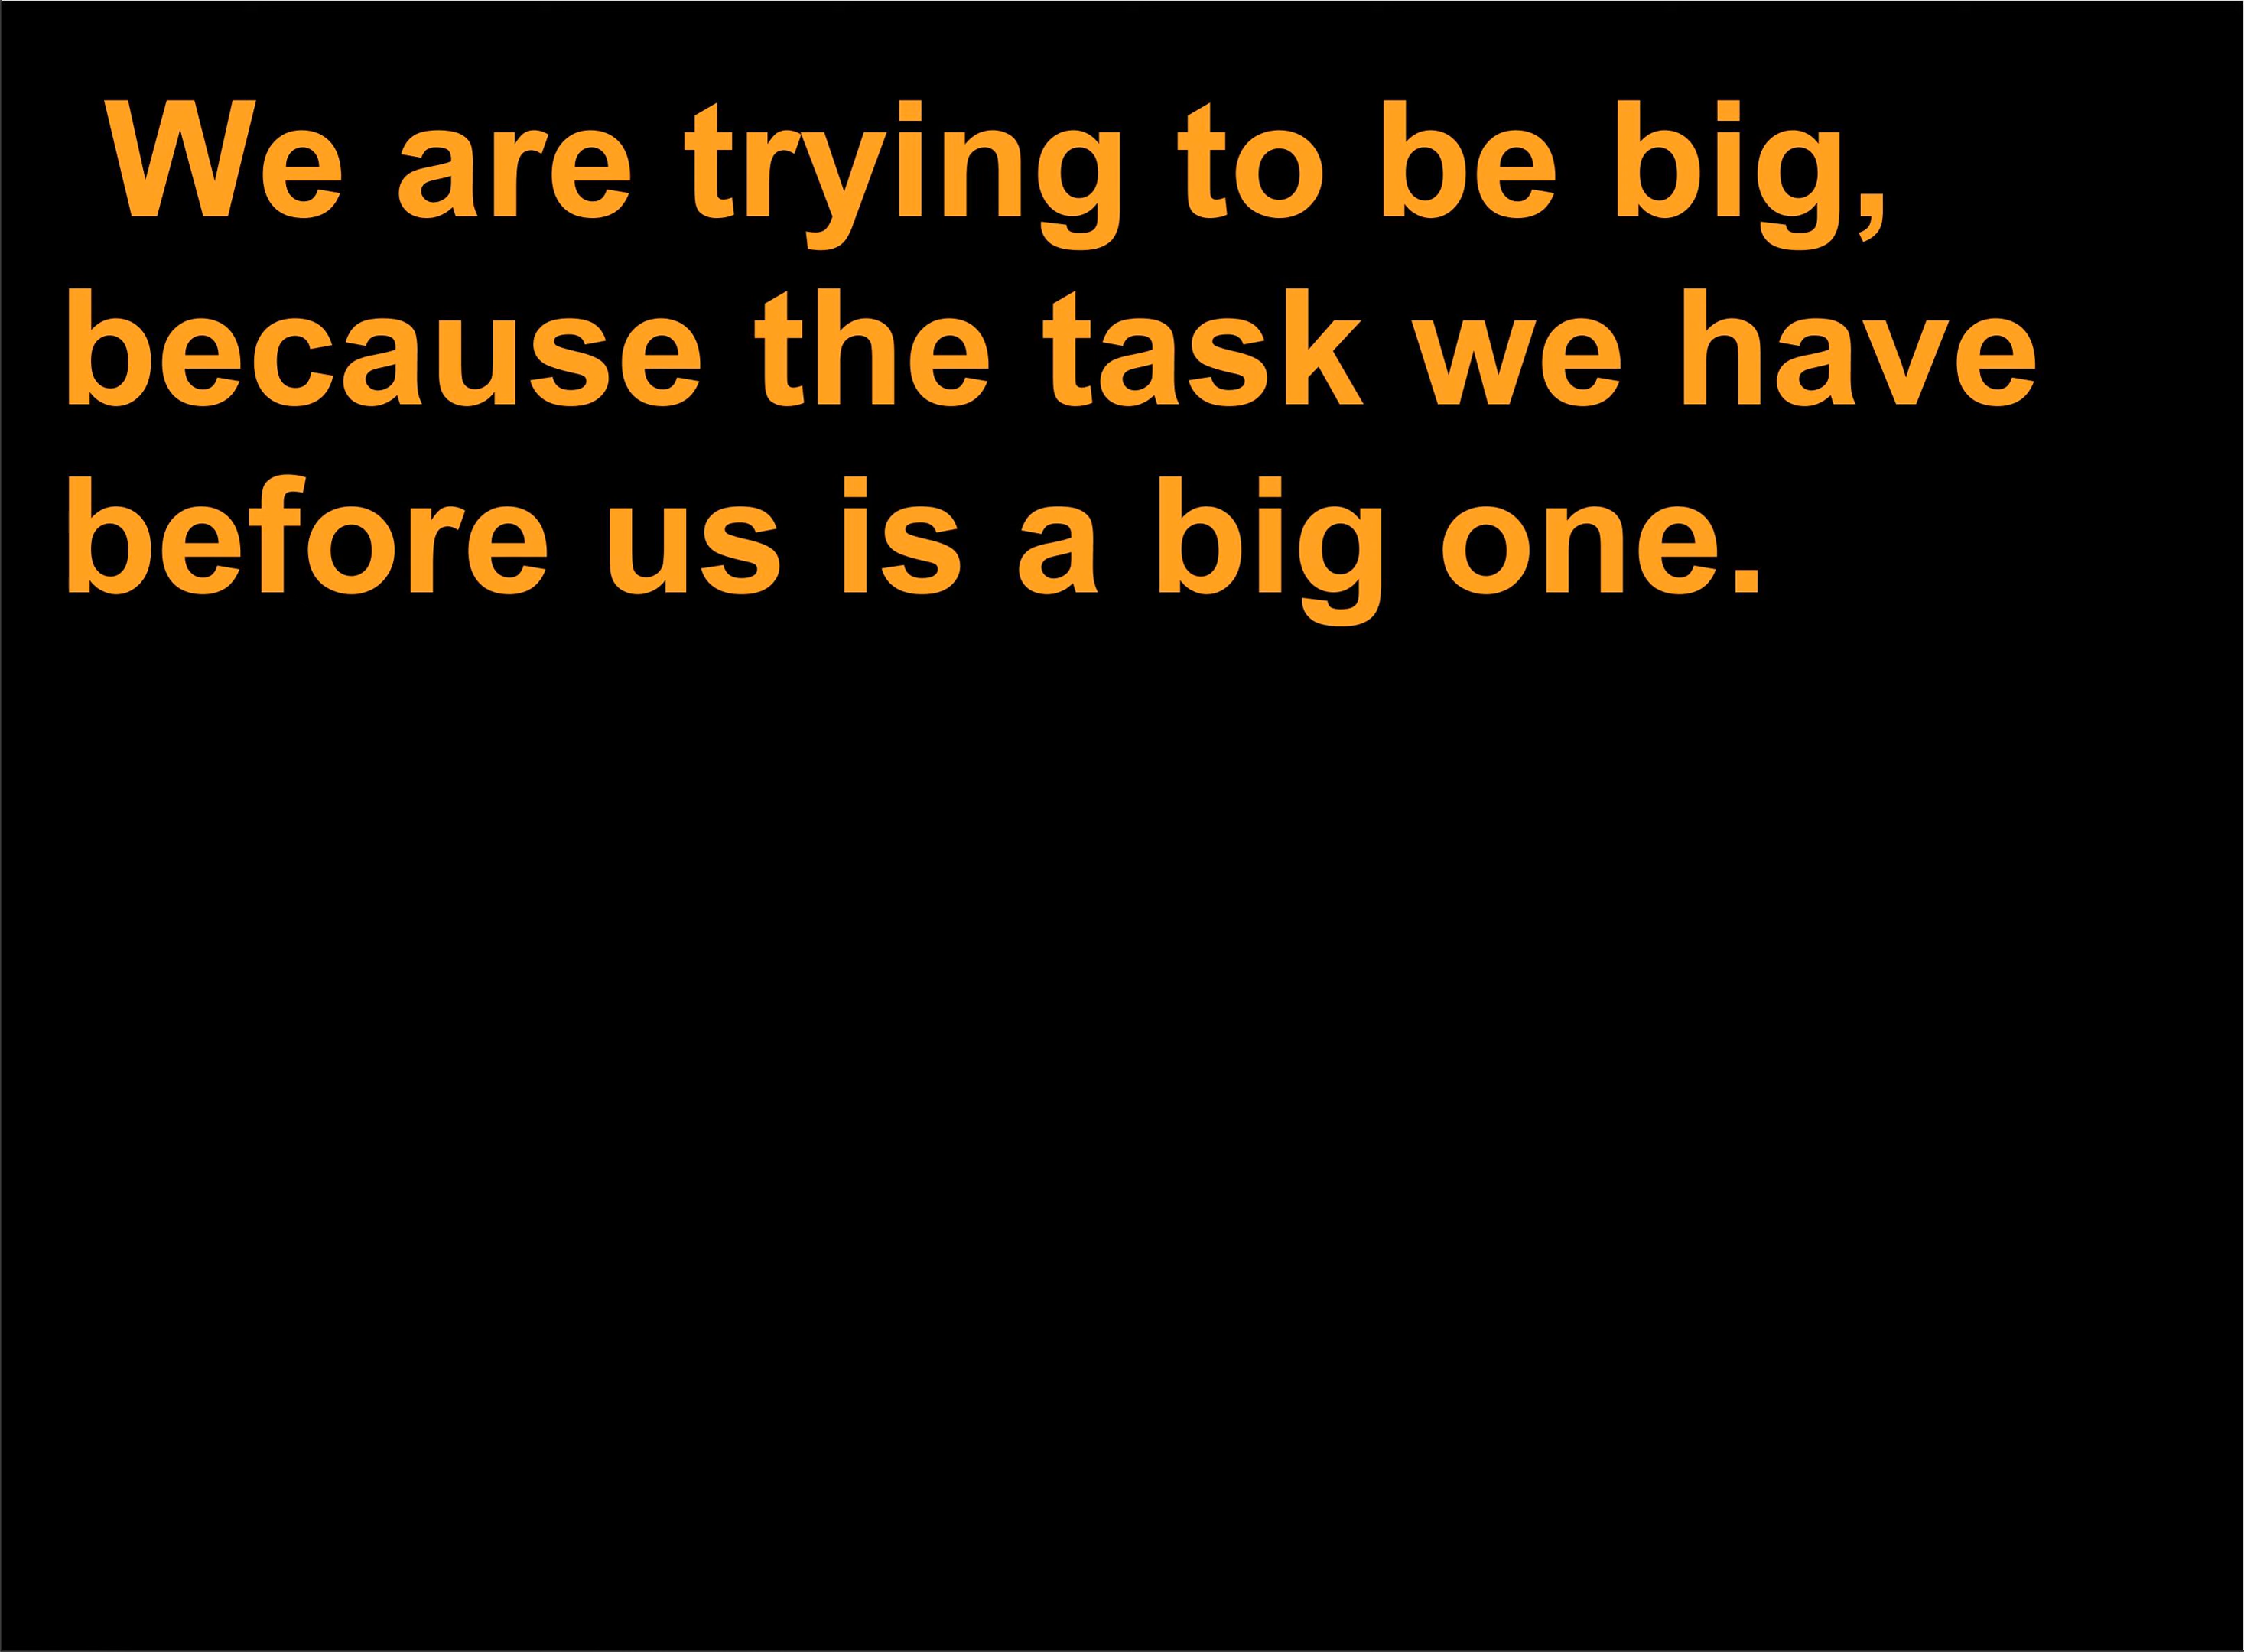 We are trying to be big,
because the task we have
before us is a big one.